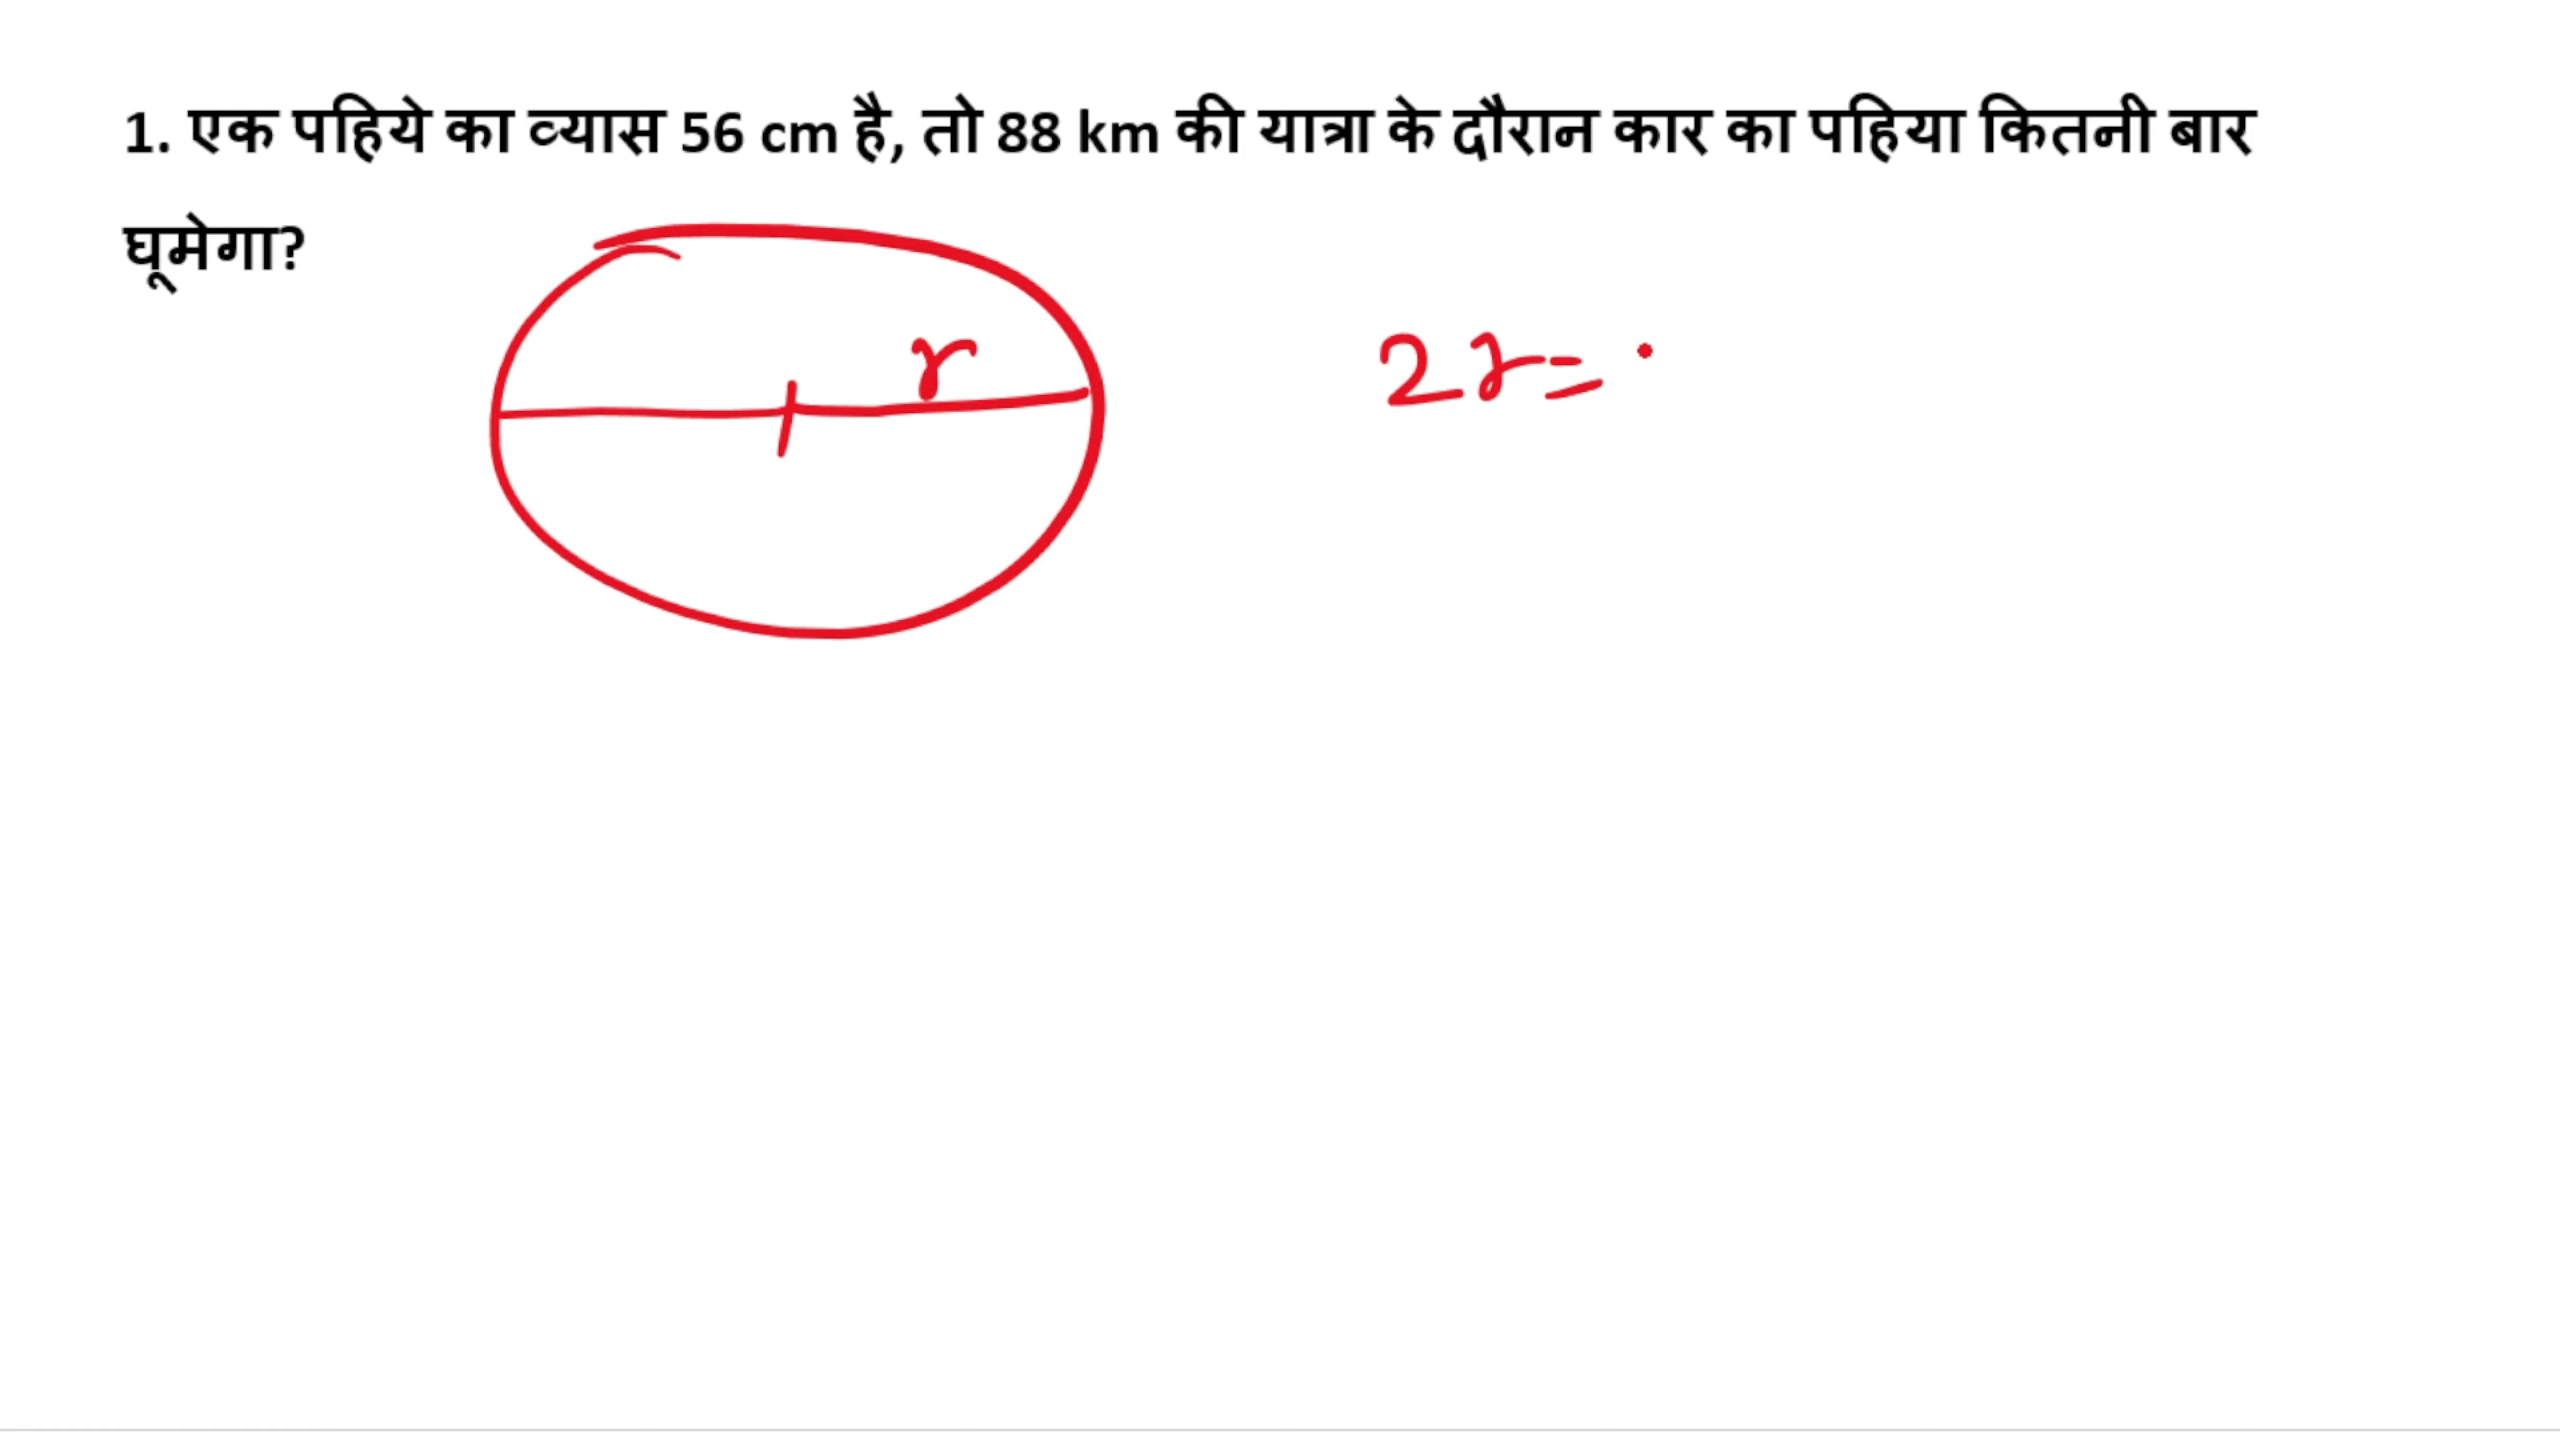 1. एक पहिये का व्यास 56 cm है, तो 88 km की यात्रा के दौरान कार का पहिया कितनी बार
घूमेगा?
r
2r=